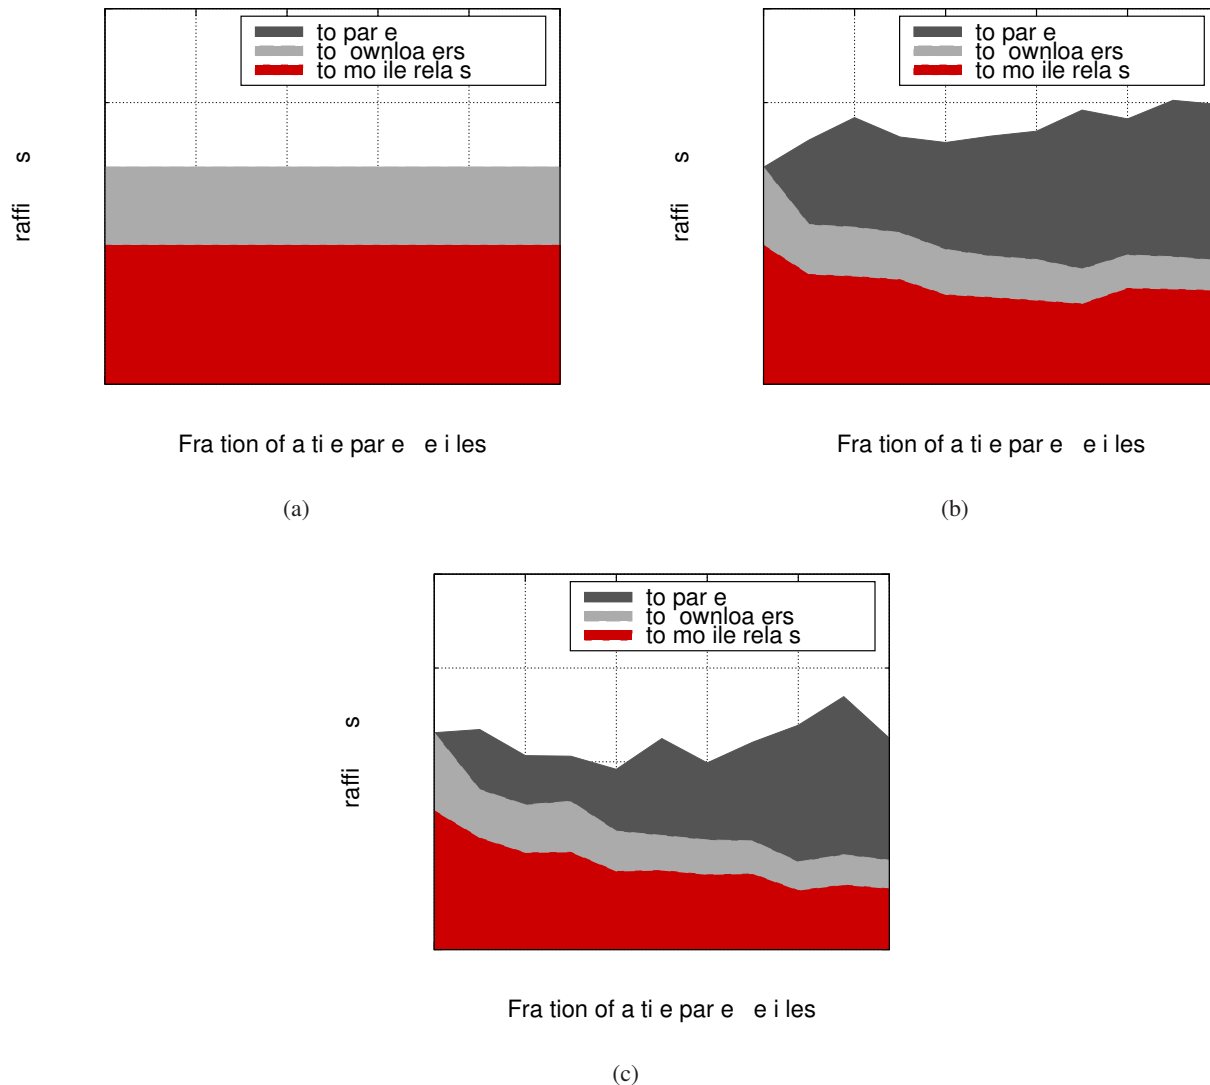 to par e
to ownloa ers
to mo ile rela s
raffi s
Fra tion of a ti e par e e i les
(a)
to par e
to ownloa ers
to mo ile rela s
raffi s
Fra tion of a ti e par e e i les
(b)
to par e
to ownloa ers
to mo ile rela s
raffi s
Fra tion of a ti e par e e i les
(c)